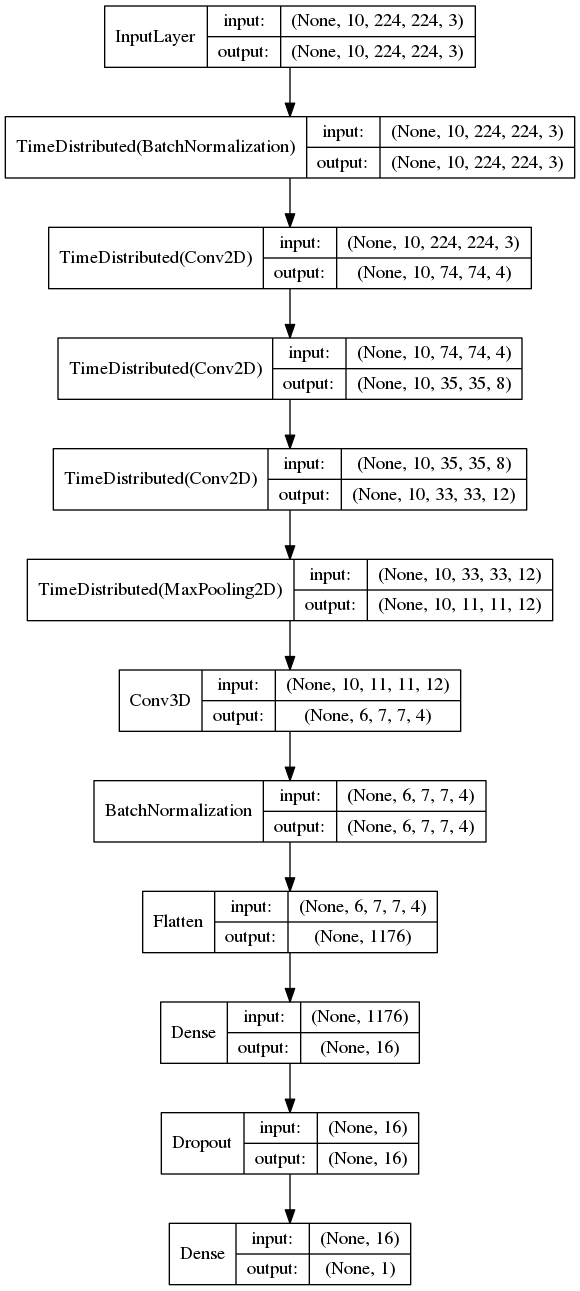 InputLayer
input: (None, 10, 224, 224, 3)
output: (None, 10, 224, 224, 3)
TimeDistributed(BatchNormalization)
input: (None, 10, 224, 224, 3)
output: (None, 10, 224, 224, 3)
TimeDistributed(Conv2D)
input: (None, 10, 224, 224, 3)
output: (None, 10, 74, 74, 4)
TimeDistributed(Conv2D)
input: (None, 10, 74, 74, 4)
output: (None, 10, 35, 35, 8)
TimeDistributed(Conv2D)
input: (None, 10, 35, 35, 8)
output: (None, 10, 33, 33, 12)
TimeDistributed(MaxPooling2D)
input: (None, 10, 33, 33, 12)
output: (None, 10, 11, 11, 12)
Conv3D
input: (None, 10, 11, 11, 12)
output: (None, 6, 7, 7, 4)
BatchNormalization
input: (None, 6, 7, 7, 4)
output: (None, 6, 7, 7, 4)
Flatten
input: (None, 6, 7, 7, 4)
output: (None, 1176)
Dense
input: (None, 1176)
output: (None, 16)
Dropout
input: (None, 16)
output: (None, 16)
Dense
input: (None, 16)
output: (None, 1)